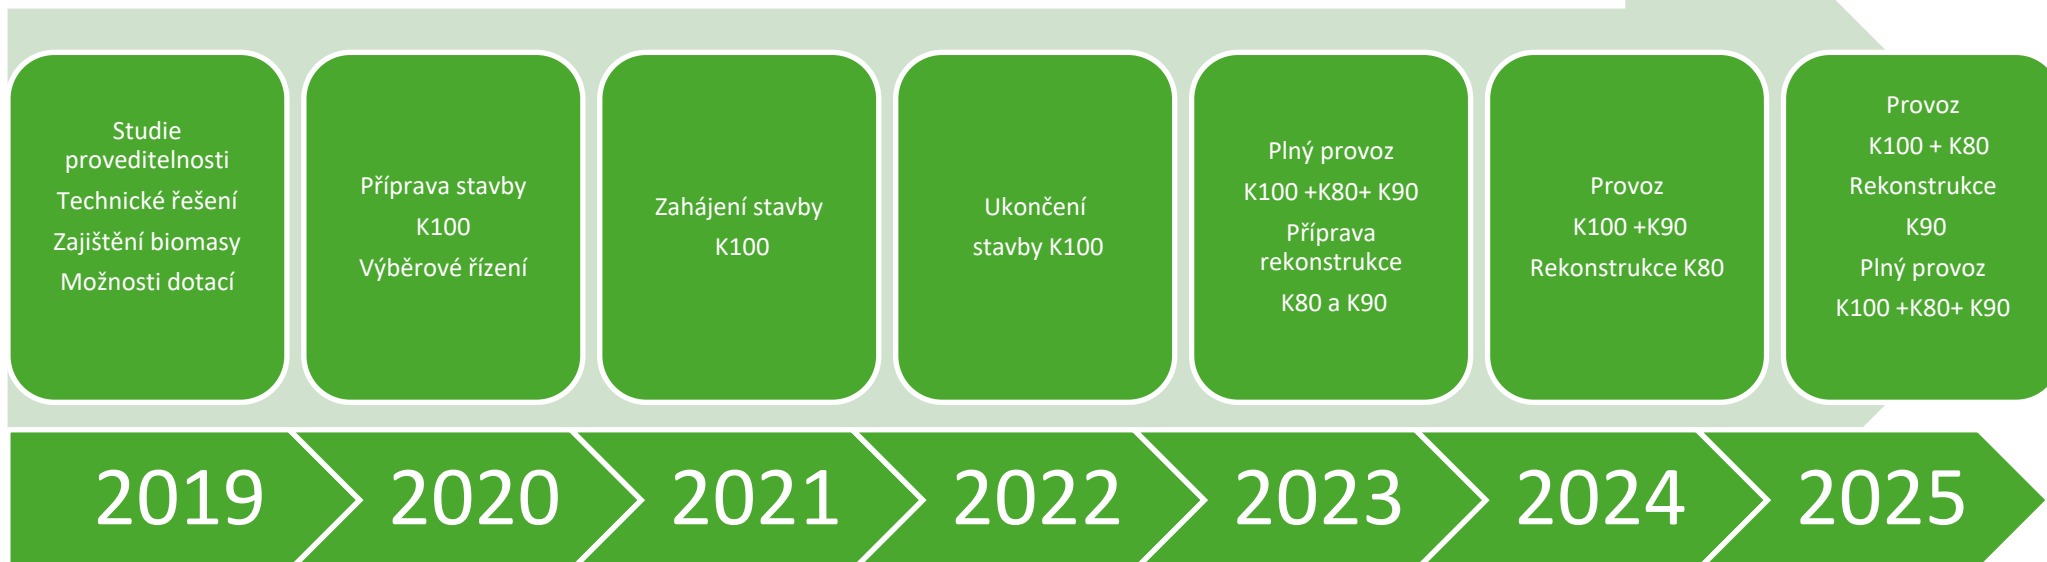 Studie
proveditelnosti
Technické řešení
Zajištění biomasy
Možnosti dotací
Příprava stavby
K100
Výběrové řízení
Zahájení stavby
K100
Ukončení
stavby K100
Plný provoz
K100 +K80+ K90
Příprava
rekonstrukce
K80 a K90
Provoz
K100 +K90
Rekonstrukce K80
Provoz
K100 + K80
Rekonstrukce
K90
Plný provoz
K100 +K80+ K90
2019
2020
2021
2022
2023
2024
2025